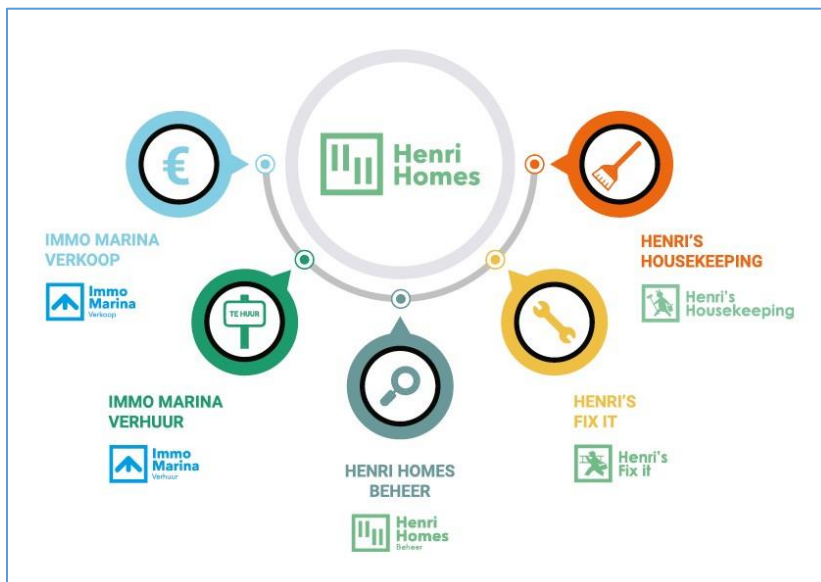 Henri
Homes
€
IMMO MARINA
VERKOOP
Immo
Marina
Verkoop
TE HUUR
IMMO MARINA
VERHUUR
Immo
Marina
Verhuur
HENRI HOMES
BEHEER
Henri
Homes
Beheer
HENRI'S
FIX IT
Henri's
Fix it
HENRI'S
HOUSEKEEPING
Henri's
Housekeeping